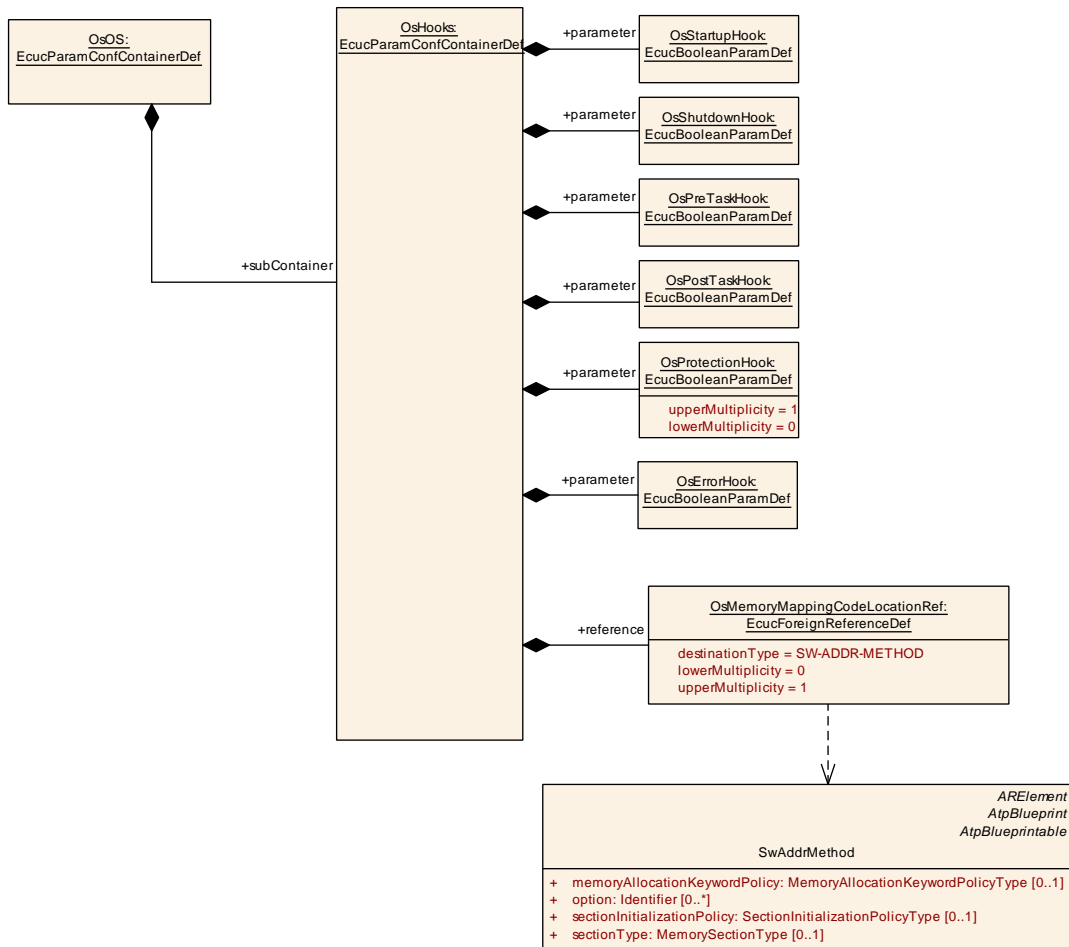 OsOS:
EcucParamConfContainerDef
OsHooks:
EcucParamConfContainerDef
+parameter
OsStartupHook:
EcucBooleanParamDef
+parameter
OsShutdownHook:
EcucBooleanParamDef
+parameter
OsPreTaskHook:
EcucBooleanParamDef
+subContainer
+parameter
OsPostTaskHook:
EcucBooleanParamDef
+parameter
OsProtectionHook:
EcucBooleanParamDef
upperMultiplicity = 1
lowerMultiplicity = 0
+parameter
OsErrorHook:
EcucBooleanParamDef
+reference
OsMemoryMappingCodeLocationRef:
EcucForeignReferenceDef
destinationType = SW-ADDR-METHOD
lowerMultiplicity = 0
upperMultiplicity = 1
ARElement
AtpBlueprint
AtpBlueprintable
SwAddrMethod
+ memoryAllocationKeywordPolicy: MemoryAllocationKeywordPolicyType [0..1]
+ option: Identifier [0..*]
+ sectionInitializationPolicy: SectionInitializationPolicyType [0..1]
+ sectionType: MemorySectionType [0..1]